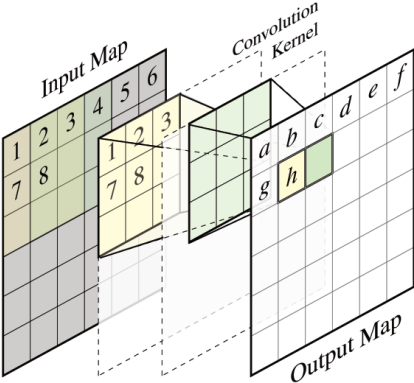 Convolution
Kernel
Input Map
1 2 3 4 5 6
7 8
1 2 3
7 8
a b c d e f
g h
Output Map